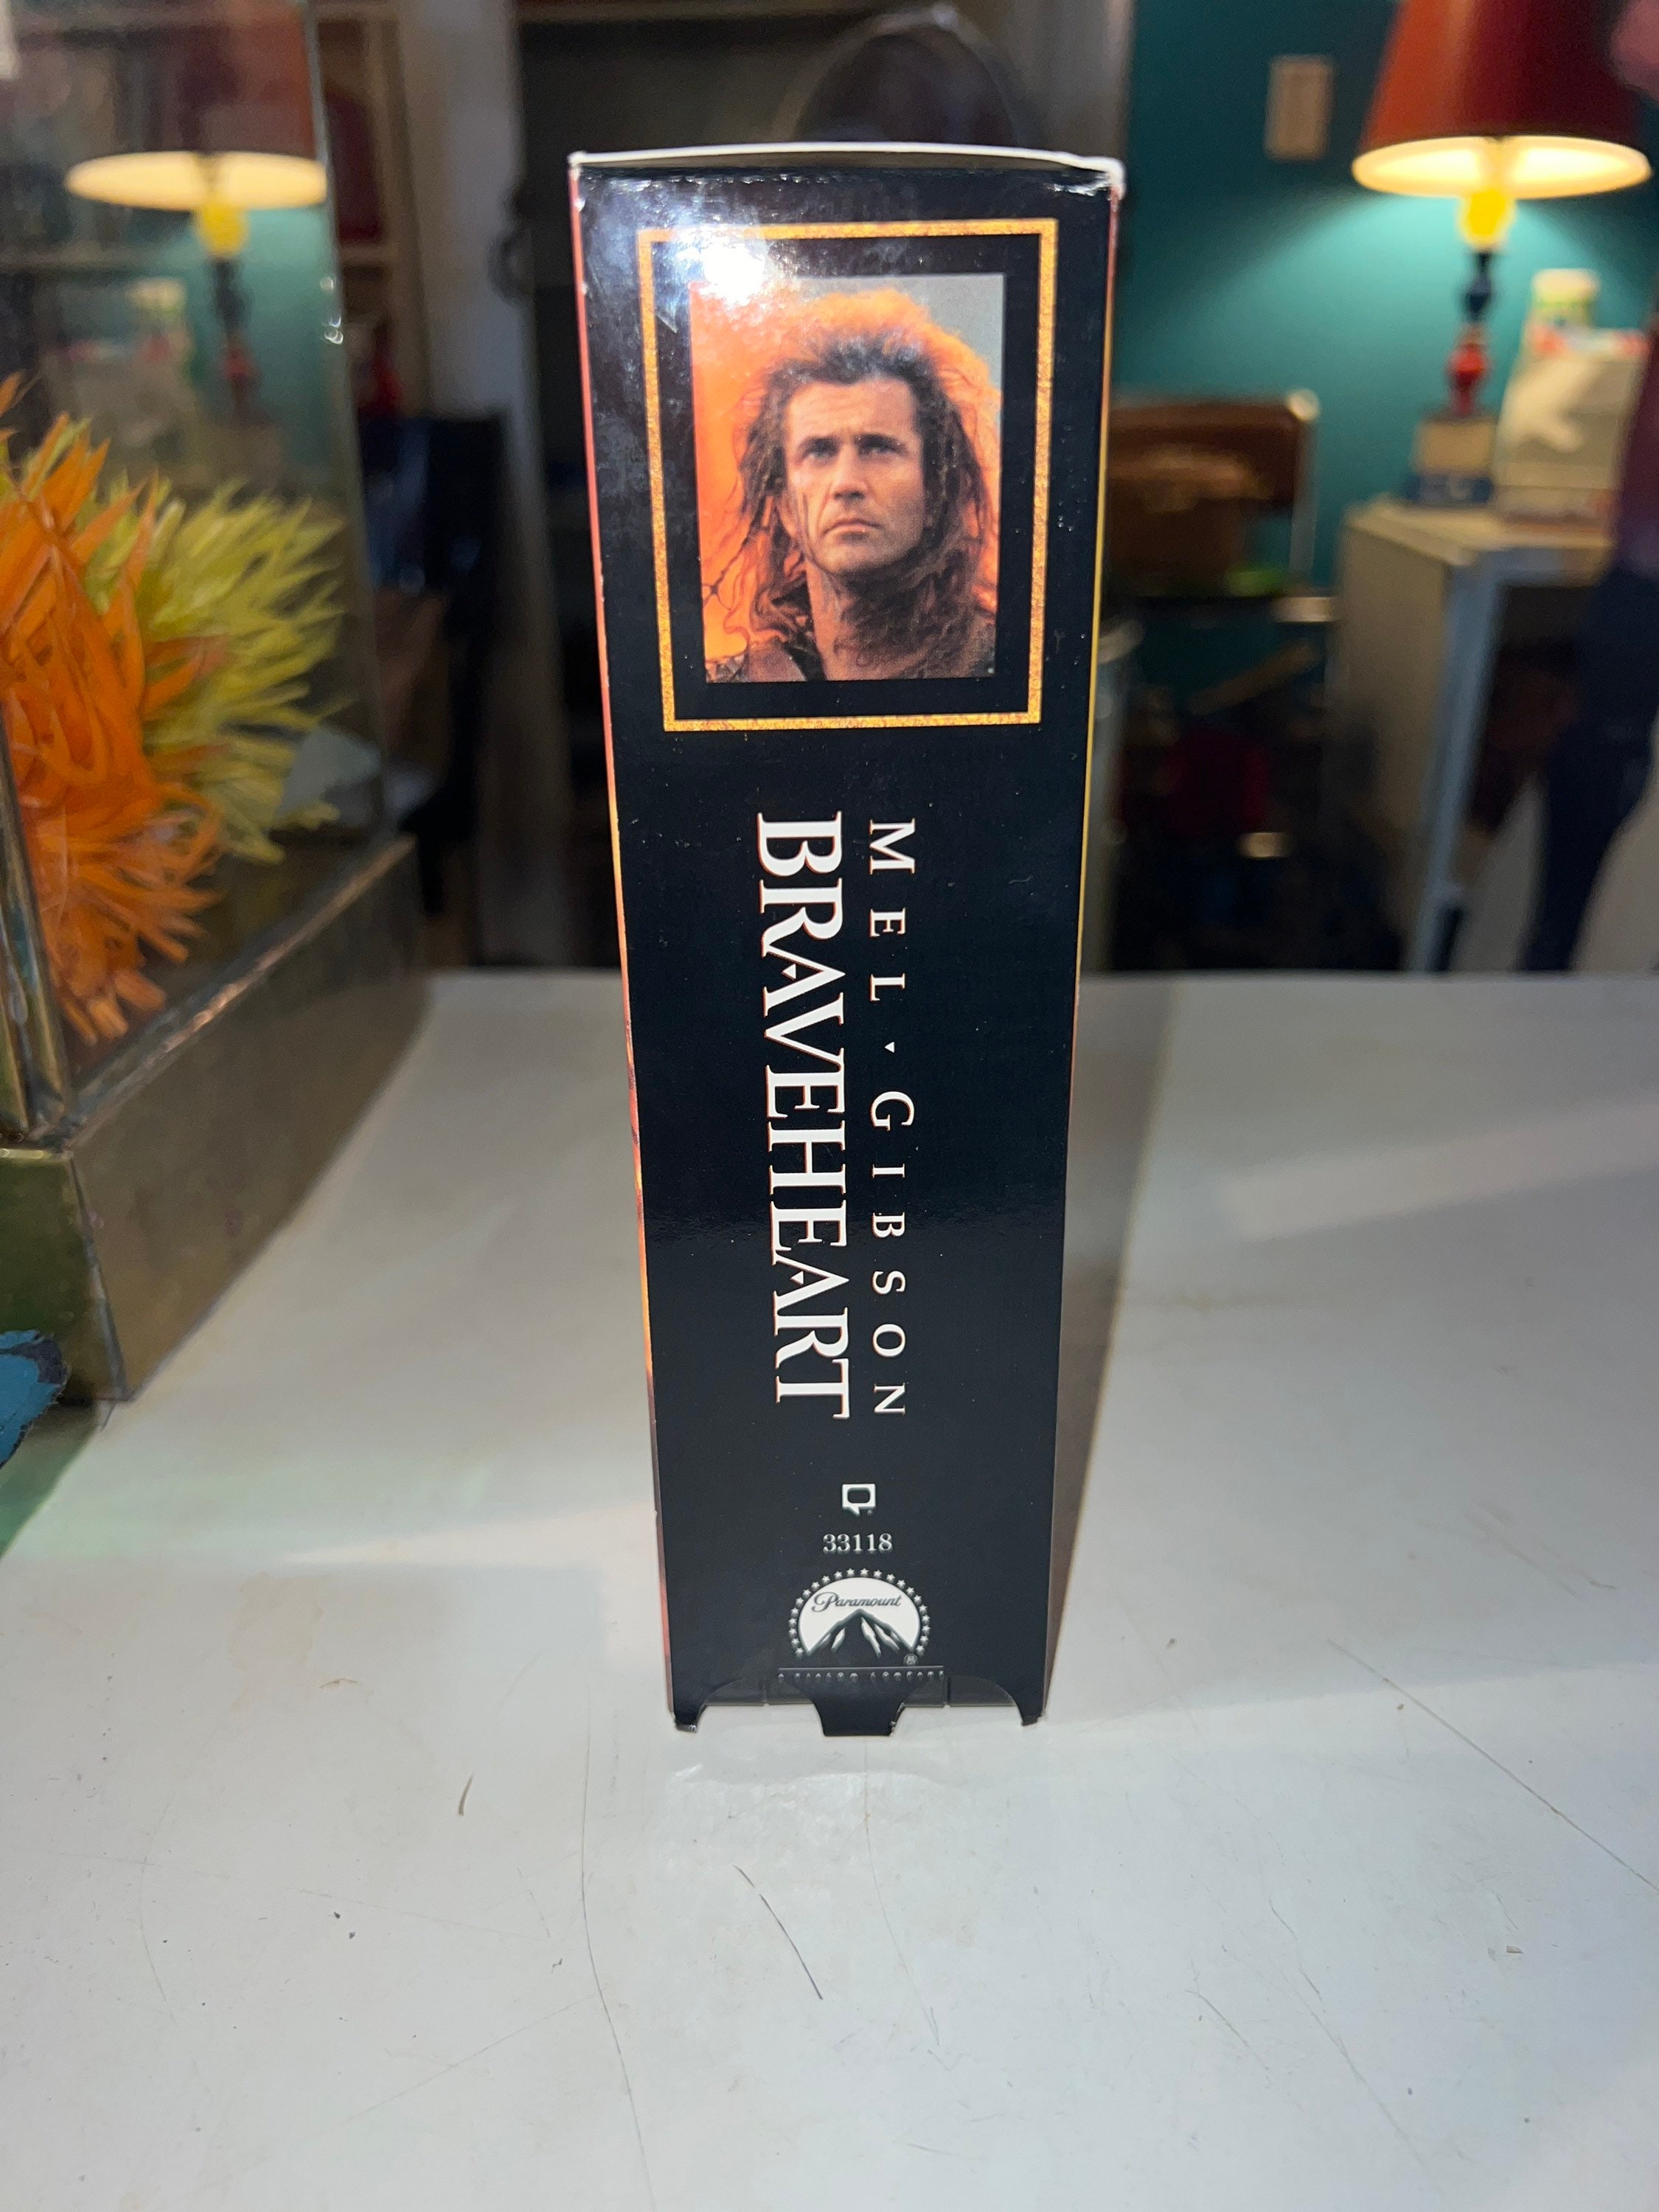 MEL · GIBSON
BRAVEHEART
33118
Paramount
®